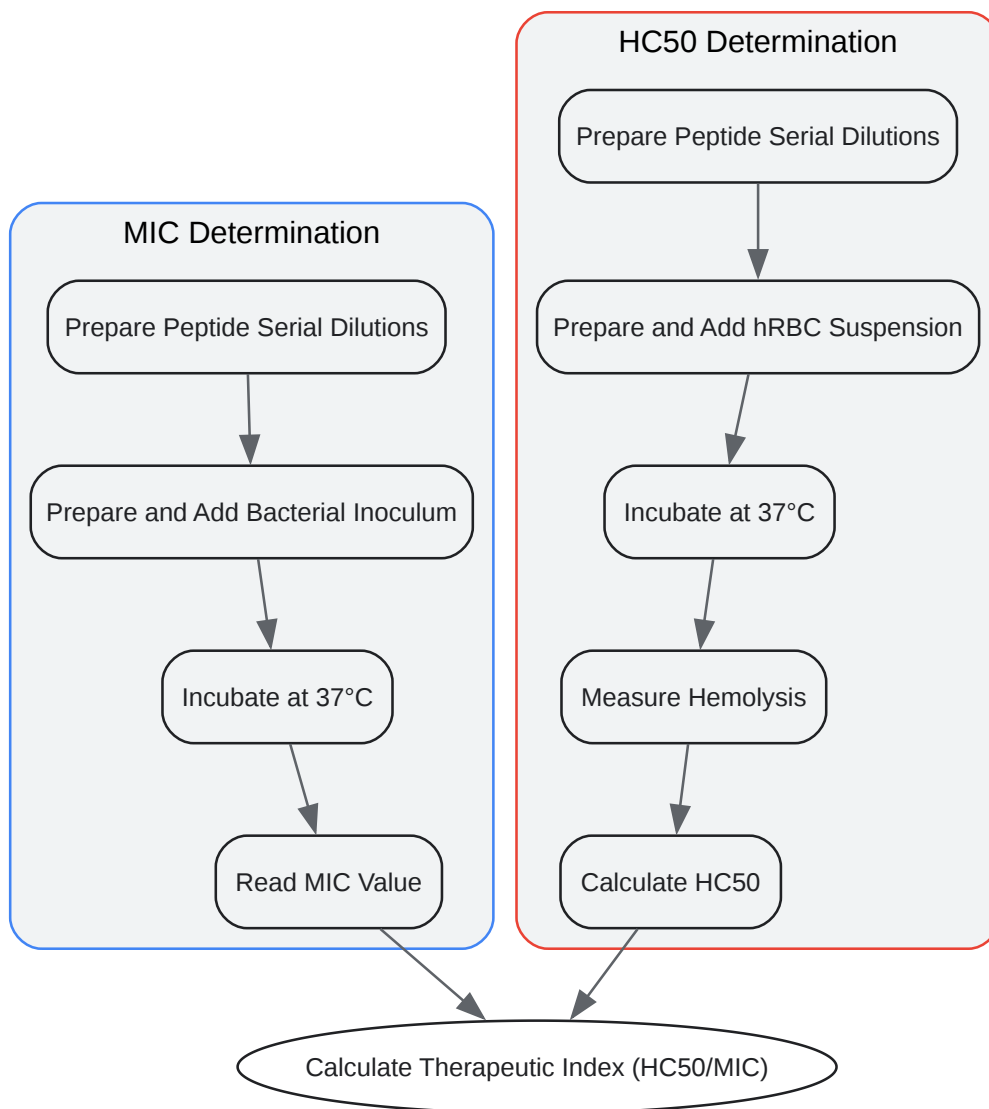 MIC Determination
Prepare Peptide Serial Dilutions
Prepare and Add Bacterial Inoculum
Incubate at 37°C
Read MIC Value
HC50 Determination
Prepare Peptide Serial Dilutions
Prepare and Add hRBC Suspension
Incubate at 37°C
Measure Hemolysis
Calculate HC50
Calculate Therapeutic Index (HC50/MIC)